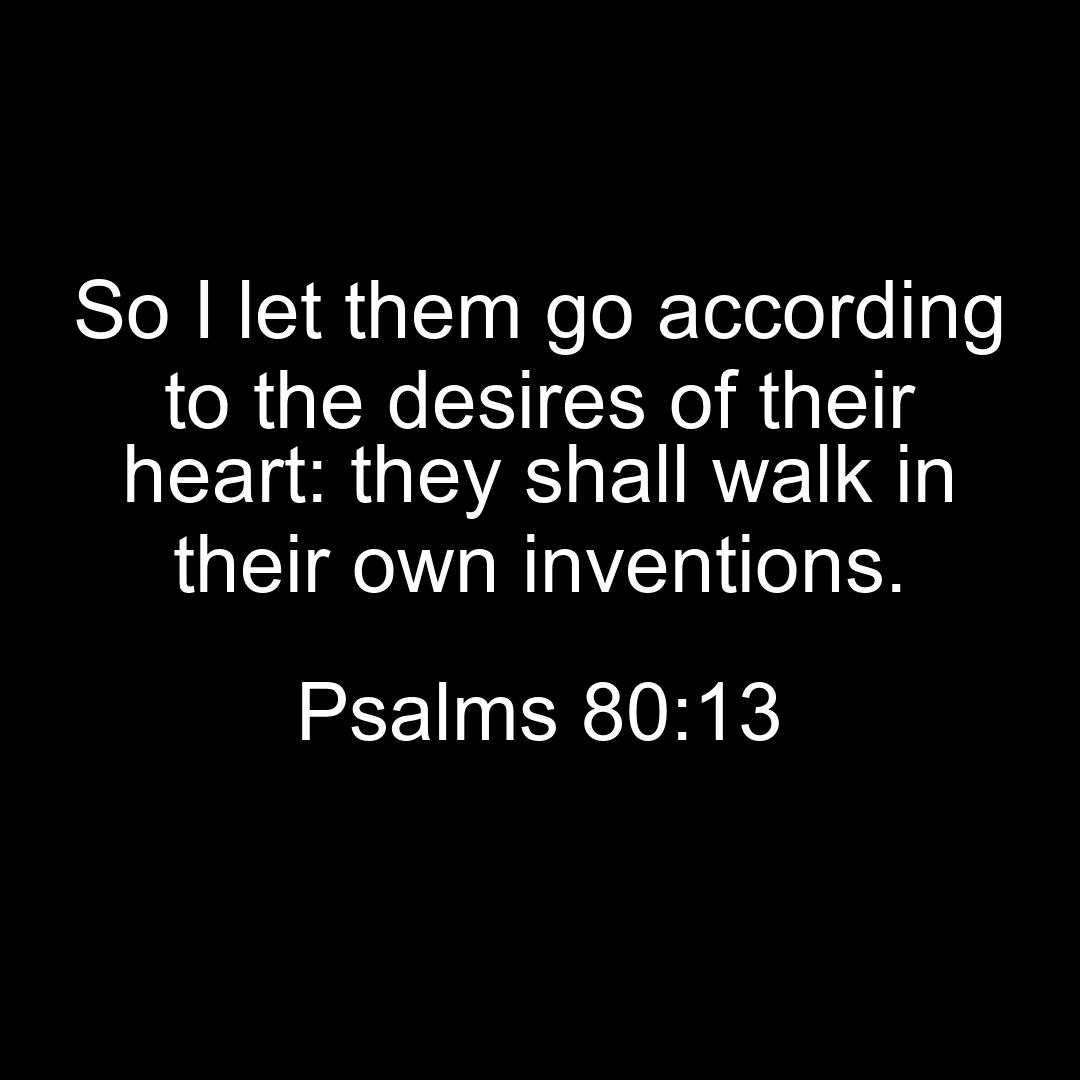 So I let them go according
to the desires of their
heart: they shall walk in
their own inventions.
Psalms 80:13